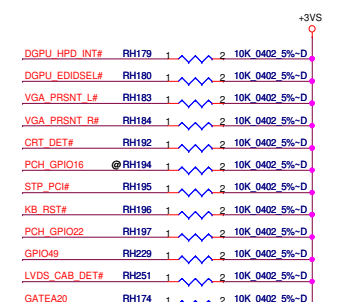 +3VS
DGPU_HPD_INT# RH179 1 2 10K_0402_5%~D
DGPU_EDIDSEL# RH180 1 2 10K_0402_5%~D
VGA_PRSNT_L# RH183 1 2 10K_0402_5%~D
VGA_PRSNT_R# RH184 1 2 10K_0402_5%~D
CRT_DET# RH192 1 2 10K_0402_5%~D
PCH_GPIO16 @ RH194 1 2 10K_0402_5%~D
STP_PCI# RH195 1 2 10K_0402_5%~D
KB_RST# RH196 1 2 10K_0402_5%~D
PCH_GPIO22 RH197 1 2 10K_0402_5%~D
GPIO49 RH229 1 2 10K_0402_5%~D
LVDS_CAB_DET# RH251 1 2 10K_0402_5%~D
GATEA20 RH174 1 2 10K_0402_5%~D